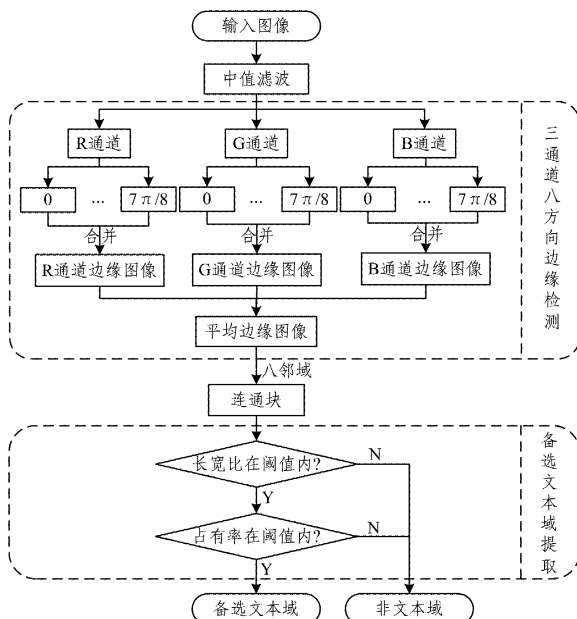 输入图像
中值滤波
R通道 G通道 B通道
0 ... 7π/8 0 ... 7π/8 0 ... 7π/8
合并 合并 合并
R通道边缘图像 G通道边缘图像 B通道边缘图像
平均边缘图像
三通道八方向边缘检测
八邻域
连通块
长宽比在阈值内? N
Y
占有率在阈值内? N
Y
备选文本域提取
备选文本域 非文本域